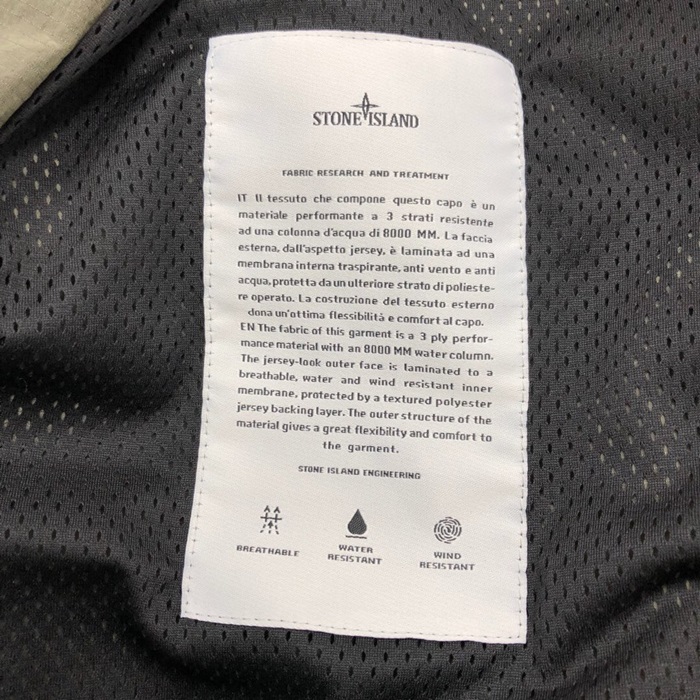 STONE ISLAND
FABRIC RESEARCH AND TREATMENT
IT Il tessuto che compone questo capo è un
materiale performante a 3 strati resistente
ad una colonna d'acqua di 8000 MM. La faccia
esterna, dall'aspetto jersey, è laminata ad una
membrana interna traspirante, anti vento e anti
acqua, protetta da un ulteriore strato di polieste-
re operato. La costruzione del tessuto esterno
dona un'ottima flessibilità e comfort al capo.
EN The fabric of this garment is a 3 ply perfor-
mance material with an 8000 MM water column.
The jersey-look outer face is laminated to a
breathable, water and wind resistant inner
membrane, protected by a textured polyester
jersey backing layer. The outer structure of the
material gives a great flexibility and comfort to
the garment.
STONE ISLAND ENGINEERING
BREATHABLE
WATER
RESISTANT
WIND
RESISTANT